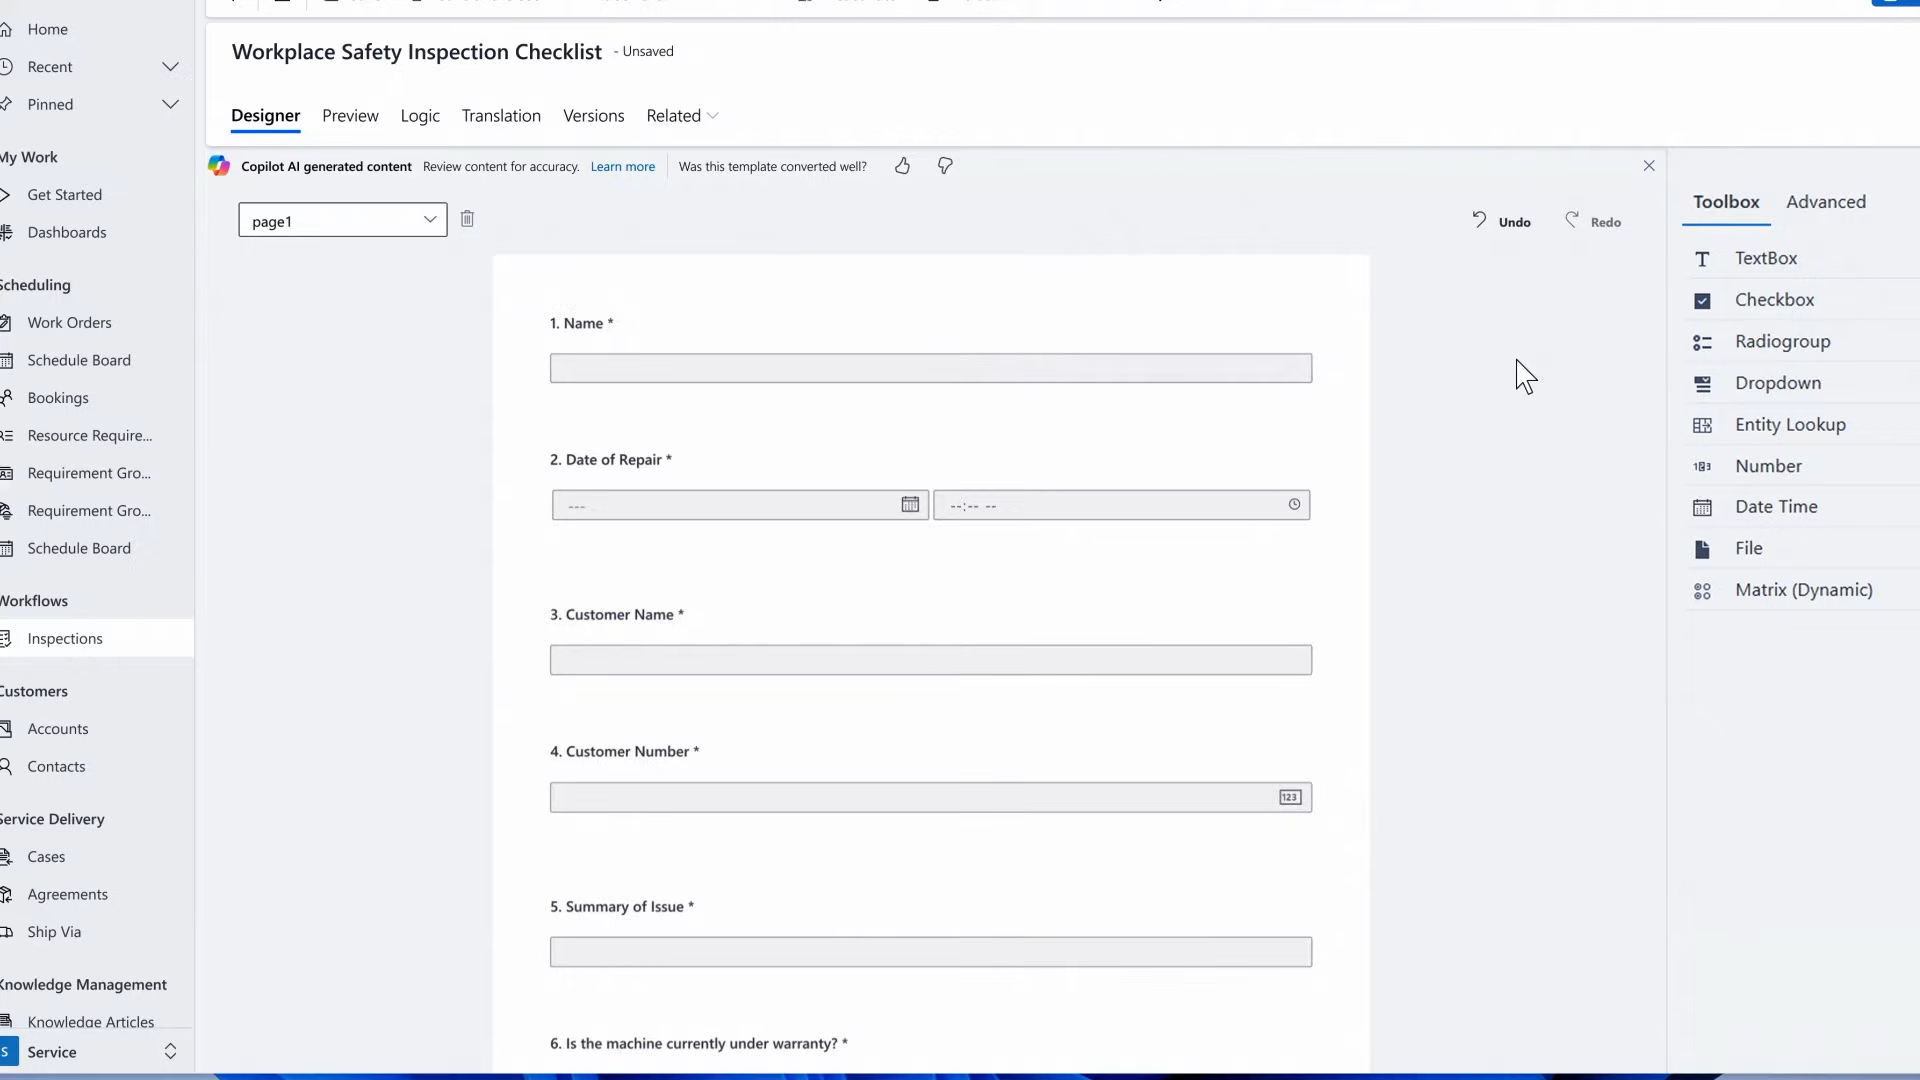 Home
Recent
Pinned
My Work
Get Started
Dashboards
Scheduling
Work Orders
Schedule Board
Bookings
Resource Require...
Requirement Gro...
Requirement Gro...
Schedule Board
Workflows
Inspections
Customers
Accounts
Contacts
Service Delivery
Cases
Agreements
Ship Via
Knowledge Management
Knowledge Articles
S Service
Workplace Safety Inspection Checklist - Unsaved
Designer Preview Logic Translation Versions Related
Copilot AI generated content Review content for accuracy. Learn more Was this template converted well?
page1
Undo Redo
1. Name *
2. Date of Repair *
--- --:-- --
3. Customer Name *
4. Customer Number *
123
5. Summary of Issue *
6. Is the machine currently under warranty? *
Toolbox Advanced
T TextBox
Checkbox
Radiogroup
Dropdown
Entity Lookup
123 Number
Date Time
File
Matrix (Dynamic)